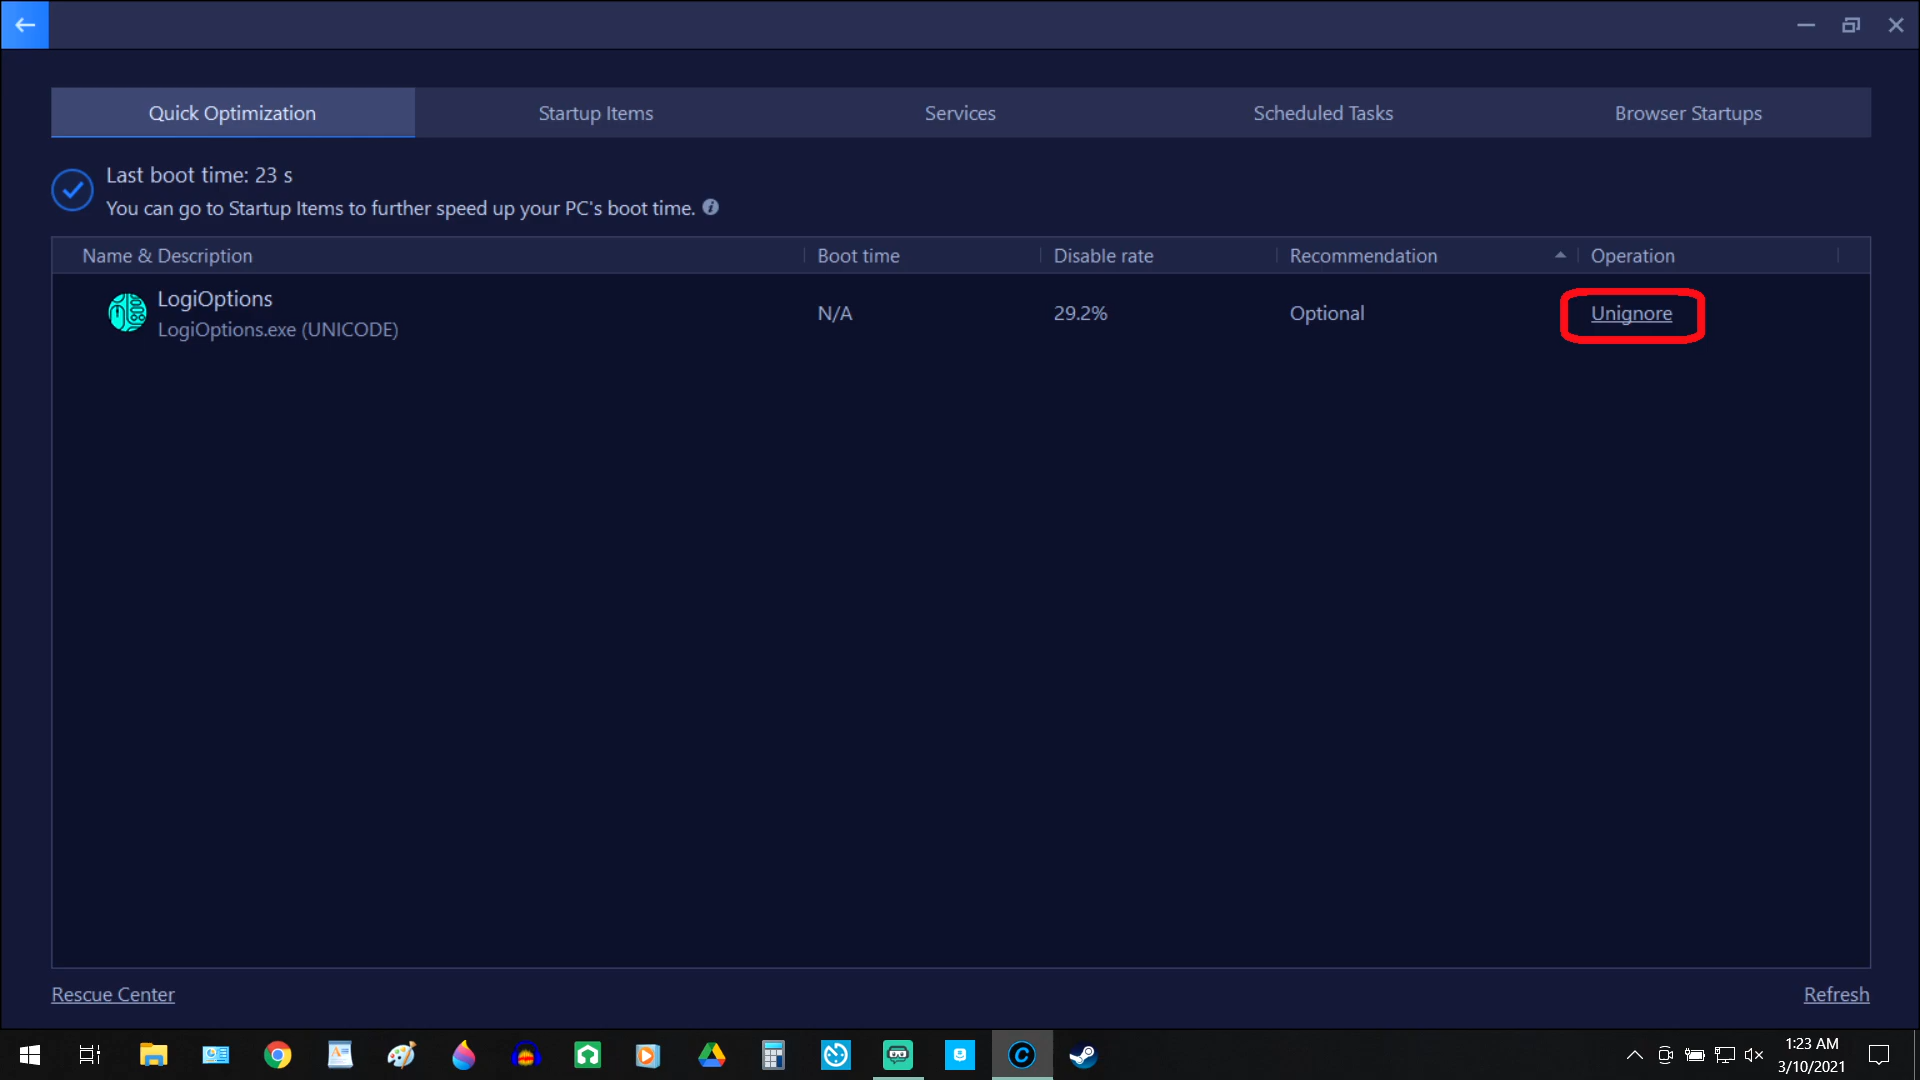 Quick Optimization
Startup Items
Services
Scheduled Tasks
Browser Startups
Last boot time: 23 s
You can go to Startup Items to further speed up your PC's boot time.
Name & Description
Boot time
Disable rate
Recommendation
Operation
LogiOptions
LogiOptions.exe (UNICODE)
N/A
29.2%
Optional
Unignore
Rescue Center
Refresh
1:23 AM
3/10/2021